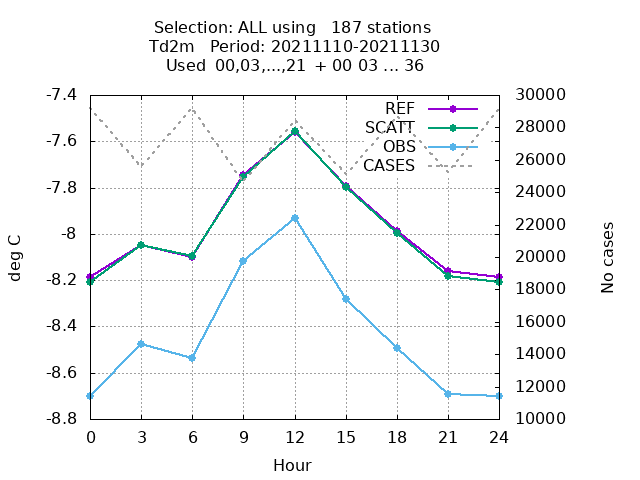 Selection: ALL using   187 stations
Td2m   Period: 20211110-20211130
Used  00,03,...,21  + 00 03 ... 36
-7.4
-7.6
-7.8
-8
-8.2
-8.4
-8.6
-8.8
deg C
REF
SCATT
OBS
CASES
30000
28000
26000
24000
22000
20000
18000
16000
14000
12000
10000
No cases
0 3 6 9 12 15 18 21 24
Hour